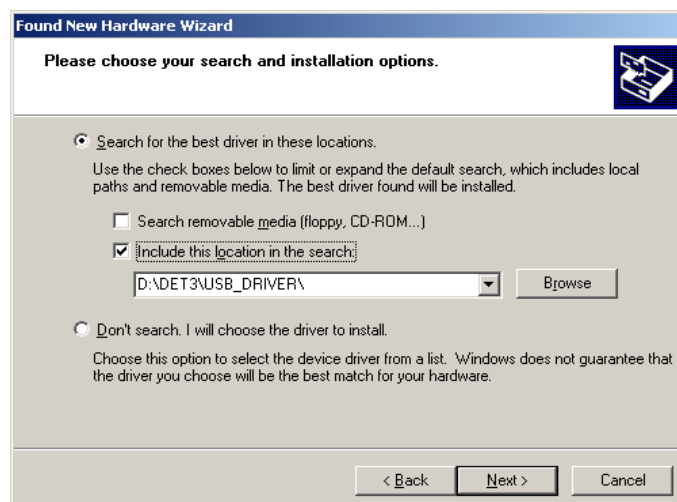 Found New Hardware Wizard
Please choose your search and installation options.
Search for the best driver in these locations.
Use the check boxes below to limit or expand the default search, which includes local
paths and removable media. The best driver found will be installed.
Search removable media (floppy, CD-ROM...)
Include this location in the search:
D:\DET3\USB_DRIVER\
Browse
Don't search. I will choose the driver to install.
Choose this option to select the device driver from a list. Windows does not guarantee that
the driver you choose will be the best match for your hardware.
< Back
Next >
Cancel